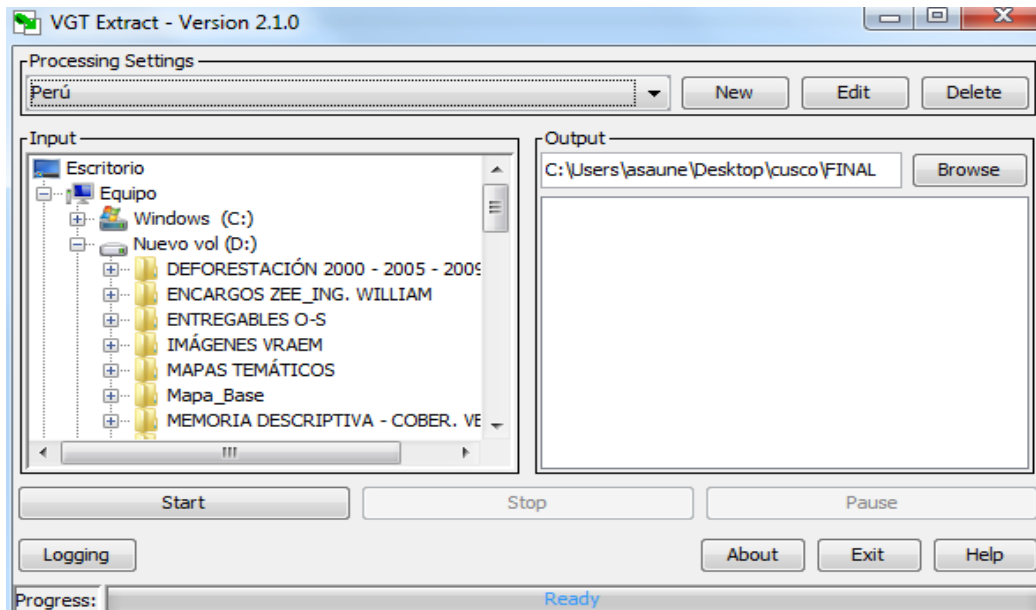 VGT Extract - Version 2.1.0
Processing Settings
Perú
New
Edit
Delete
Input
Escritorio
Equipo
Windows (C:)
Nuevo vol (D:)
DEFORESTACIÓN 2000 - 2005 - 2009
ENCARGOS ZEE_ING. WILLIAM
ENTREGABLES O-S
IMÁGENES VRAEM
MAPAS TEMÁTICOS
Mapa_Base
MEMORIA DESCRIPTIVA - COBER. VE
Output
C:\Users\asaune\Desktop\cusco\FINAL
Browse
Start
Stop
Pause
Logging
About
Exit
Help
Progress:
Ready